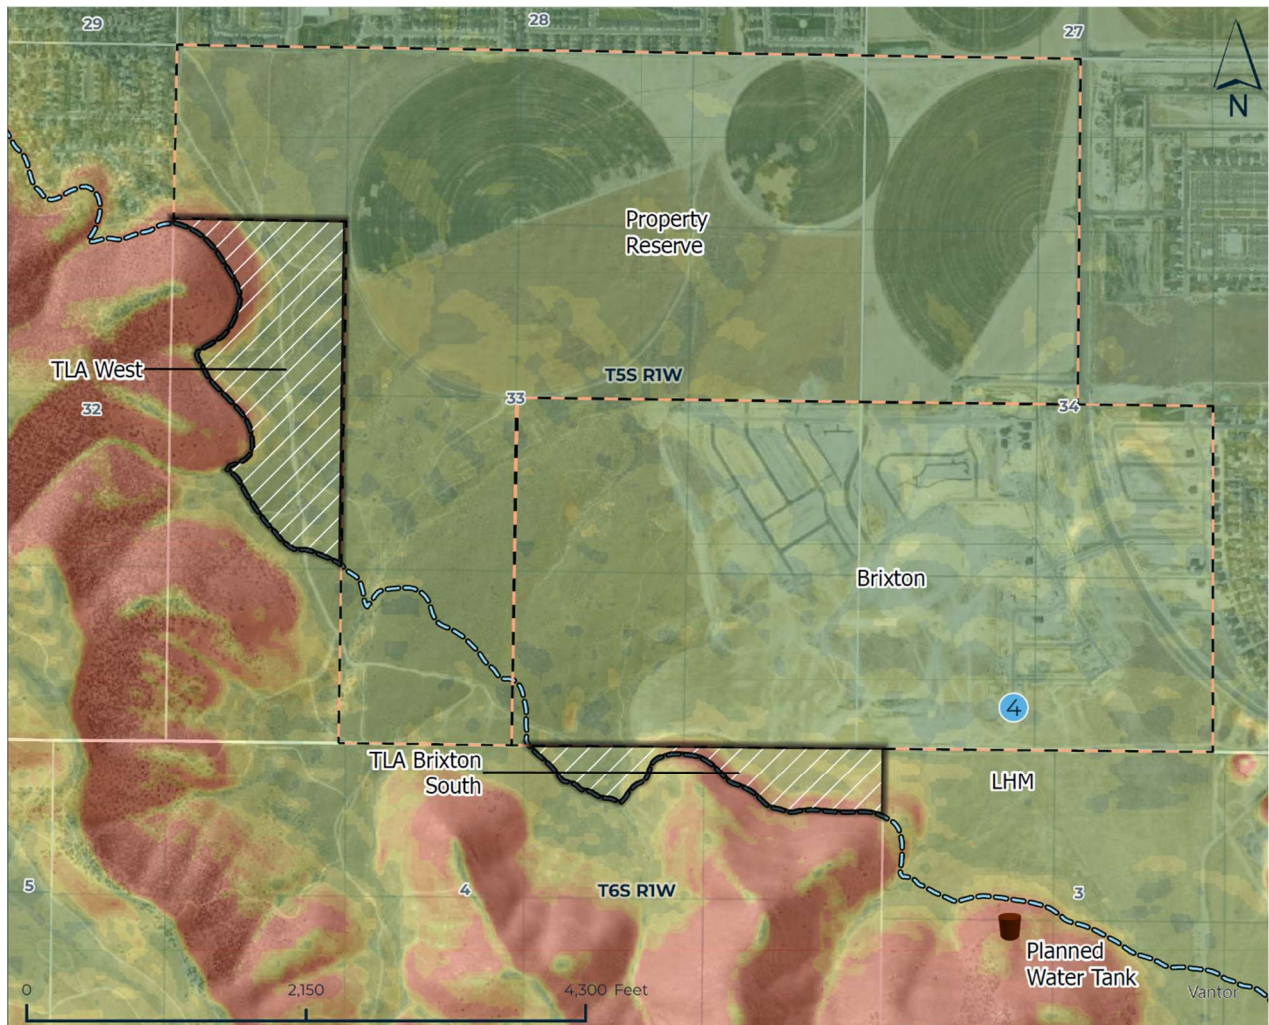 29
28
27
N
Property
Reserve
TLA West
T5S R1W
33
34
32
Brixton
4
TLA Brixton
South
LHM
5
4
T6S R1W
3
Planned
Water Tank
0
2,150
4,300 Feet
Vantor